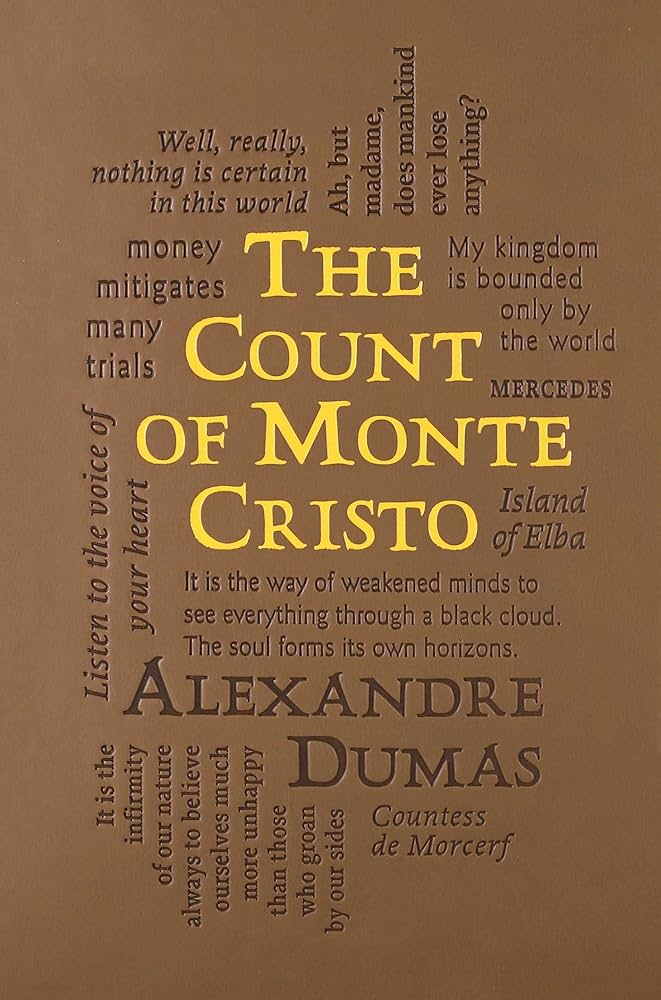 Well, really,
nothing is certain
in this world
Ah, but
madame,
does mankind
ever lose
anything?
money
mitigates
many
trials
THE
COUNT
OF MONTE
CRISTO
My kingdom
is bounded
only by
the world
MERCEDES
Listen to the voice of
your heart
Island
of Elba
It is the way of weakened minds to
see everything through a black cloud.
The soul forms its own horizons.
ALEXANDRE
DUMAS
It is the
infirmity
of our nature
always to believe
ourselves much
more unhappy
than those
who groan
by our sides
Countess
de Morcerf